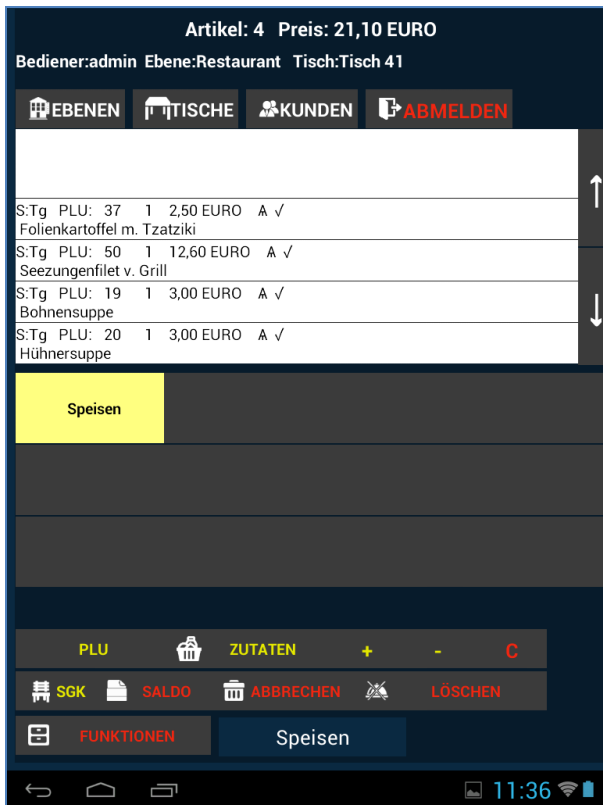 Artikel: 4 Preis: 21,10 EURO
Bediener:admin Ebene:Restaurant Tisch:Tisch 41
EBENEN TISCHE KUNDEN ABMELDEN
S:Tg PLU: 37 1 2,50 EURO A √
Folienkartoffel m. Tzatziki
S:Tg PLU: 50 1 12,60 EURO A √
Seezungenfilet v. Grill
S:Tg PLU: 19 1 3,00 EURO A √
Bohnensuppe
S:Tg PLU: 20 1 3,00 EURO A √
Hühnersuppe
Speisen
PLU ZUTATEN + - C
SGK SALDO ABBRECHEN LÖSCHEN
FUNKTIONEN Speisen
11:36